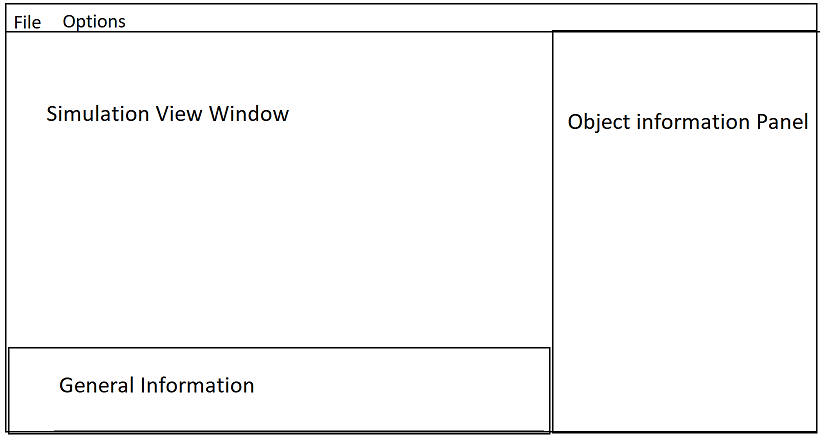 File Options
Simulation View Window
Object information Panel
General Information